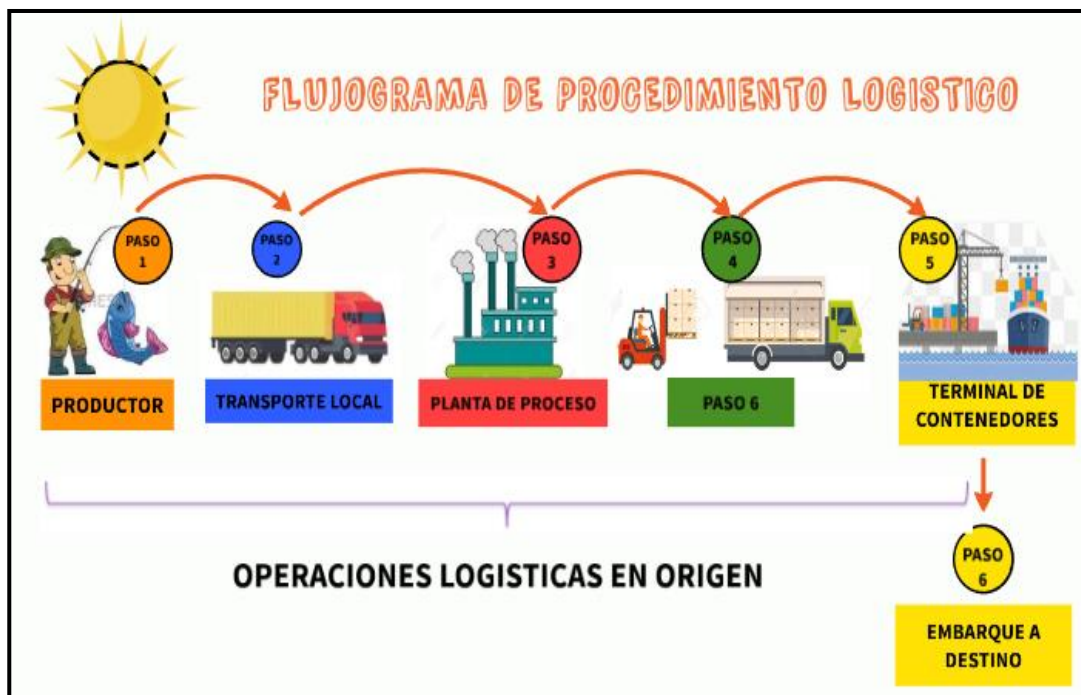 FLUJOGRAMA DE PROCEDIMIENTO LOGISTICO
PASO
1
PASO
2
PASO
3
PASO
4
PASO
5
PRODUCTOR
TRANSPORTE LOCAL
PLANTA DE PROCESO
PASO 6
TERMINAL DE
CONTENEDORES
OPERACIONES LOGISTICAS EN ORIGEN
PASO
6
EMBARQUE A
DESTINO